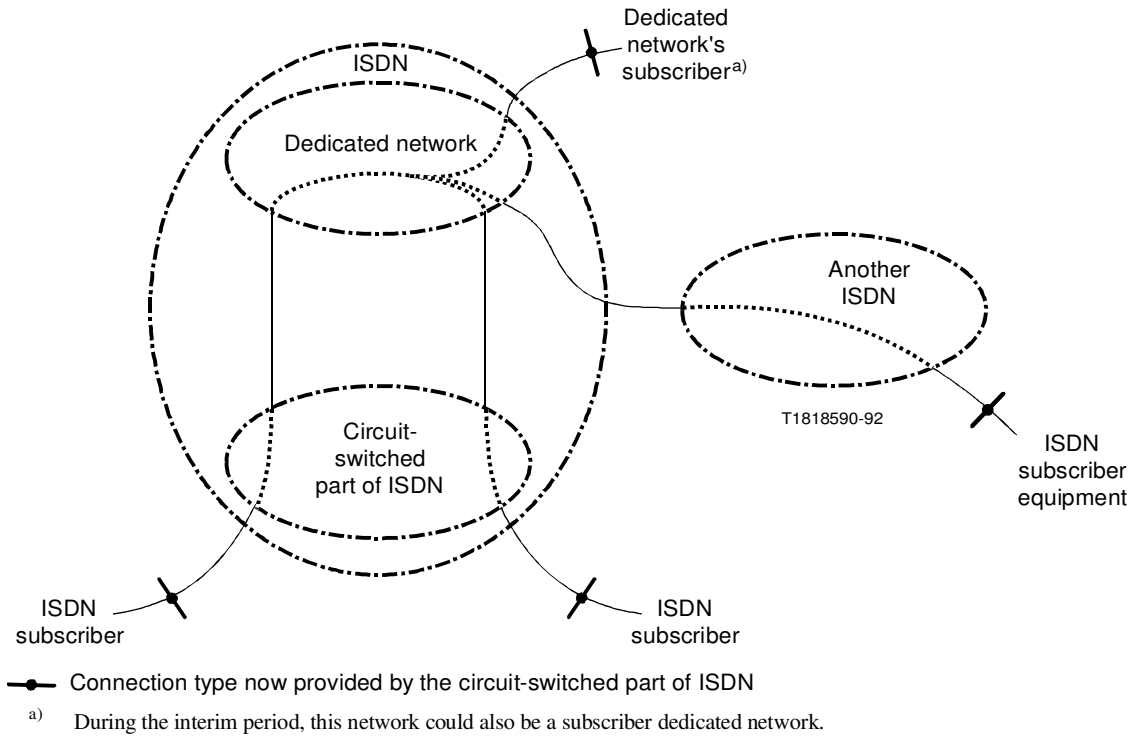 Dedicated
network's
subscriber a)
ISDN
Dedicated network
Another
ISDN
T1818590-92
Circuit-
switched
part of ISDN
ISDN
subscriber
equipment
ISDN
subscriber
ISDN
subscriber
Connection type now provided by the circuit-switched part of ISDN
a) During the interim period, this network could also be a subscriber dedicated network.